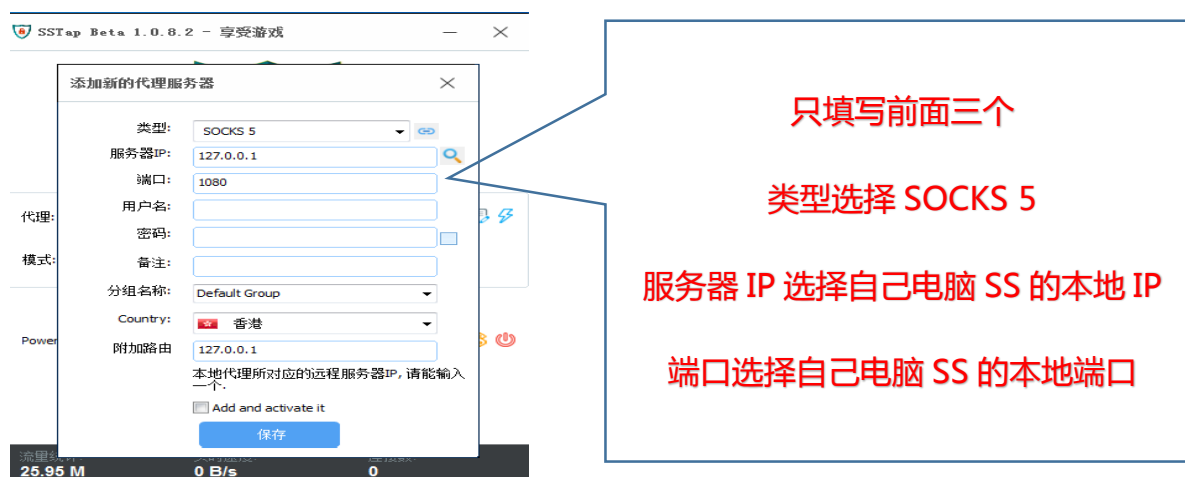 SSTap Beta 1.0.8.2 - 享受游戏
添加新的代理服务器
类型: SOCKS 5
服务器IP: 127.0.0.1
端口: 1080
用户名:
密码:
备注:
分组名称: Default Group
Country: 香港
附加路由 127.0.0.1
本地代理所对应的远程服务器IP, 请能输入
一个.
Add and activate it
保存
代理:
模式:
Power
25.95 M 0 B/s 0
只填写前面三个
类型选择 SOCKS 5
服务器 IP 选择自己电脑 SS 的本地 IP
端口选择自己电脑 SS 的本地端口